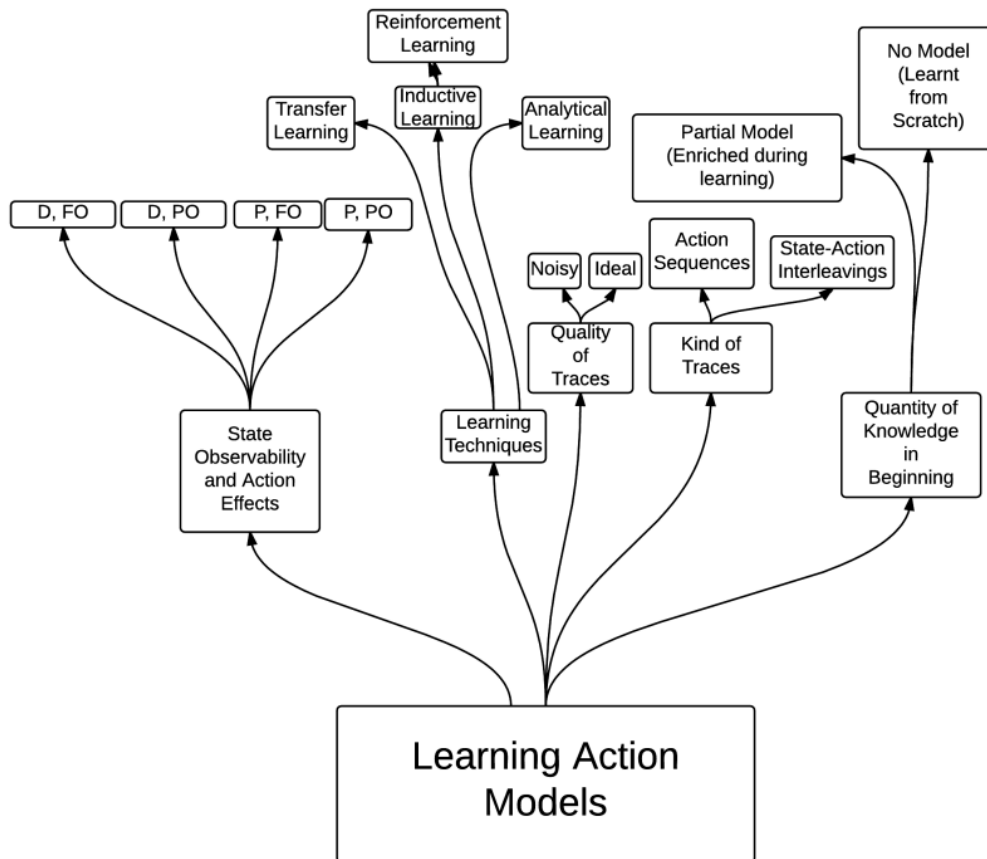 Reinforcement
Learning
No Model
(Learnt
from
Scratch)
Transfer
Learning
Inductive
Learning
Analytical
Learning
Partial Model
(Enriched during
learning)
D, FO
D, PO
P, FO
P, PO
Noisy
Ideal
Action
Sequences
State-Action
Interleavings
Quality
of
Traces
Kind of
Traces
State
Observability
and Action
Effects
Learning
Techniques
Quantity of
Knowledge
in
Beginning
Learning Action
Models